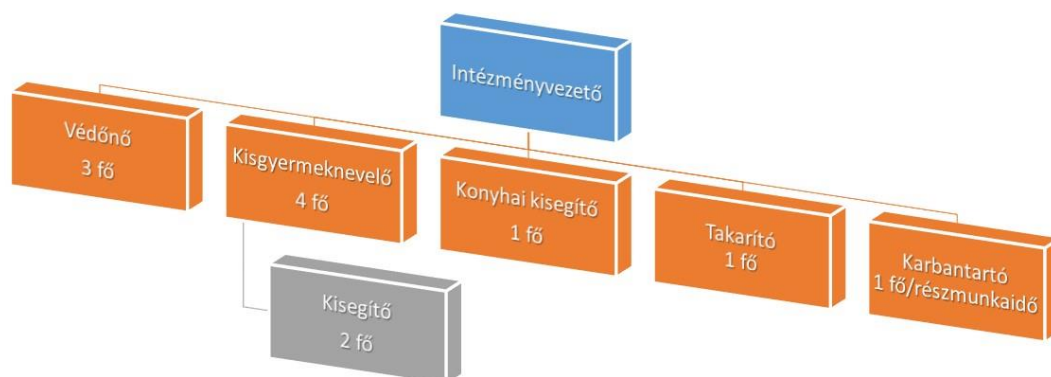 Intézményvezető
Védőnő
3 fő
Kisgyermeknevelő
4 fő
Konyhai kisegítő
1 fő
Takarító
1 fő
Karbantartó
1 fő/részmunkaidő
Kisegítő
2 fő